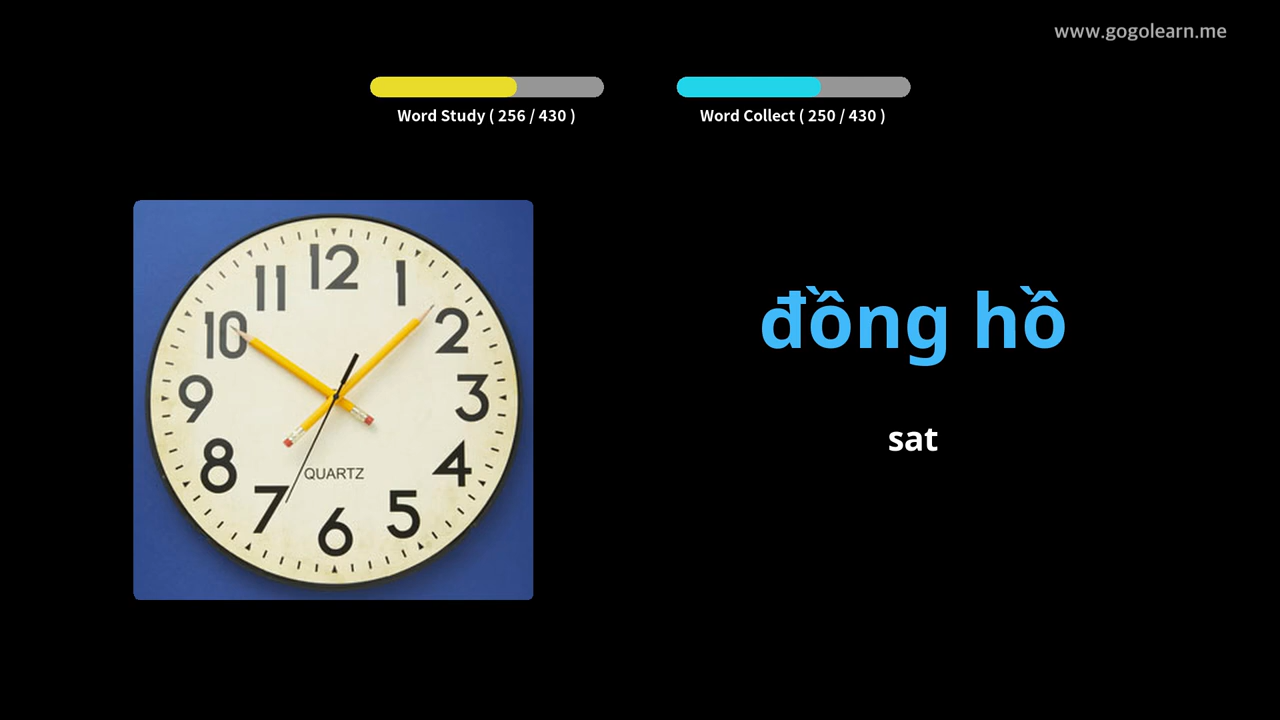 www.gogolearn.me
Word Study ( 256 / 430 )
Word Collect ( 250 / 430 )
12
11
1
10
2
9
3
8
4
QUARTZ
7
5
6
đồng hồ
sat